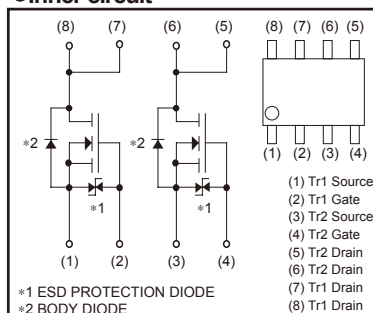 inner circuit
(8) (7) (6) (5)
(8) (7) (6) (5)
∗2
∗2
∗1
∗1
(1) (2) (3) (4)
(1) (2) (3) (4)
(1) Tr1 Source
(2) Tr1 Gate
(3) Tr2 Source
(4) Tr2 Gate
(5) Tr2 Drain
(6) Tr2 Drain
(7) Tr1 Drain
(8) Tr1 Drain
∗1 ESD PROTECTION DIODE
∗2 BODY DIODE